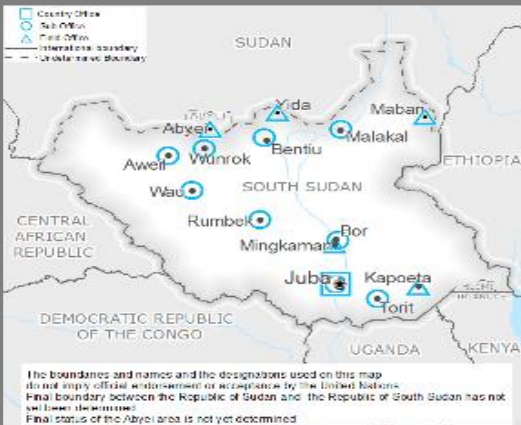 Country Office
Sub Office
Field Office
International boundary
Undetermined Boundary
SUDAN
Yida
Maban
Abyei
Malakal
Bentiu
Wunrok
Aweil
ETHIOPIA
Wau
SOUTH SUDAN
CENTRAL
AFRICAN
REPUBLIC
Rumbek
Bor
Mingkaman
Juba
Kapoeta
Torit
DEMOCRATIC REPUBLIC
OF THE CONGO
UGANDA
KENYA
The boundaries and names and the designations used on this map
do not imply official endorsement or acceptance by the United Nations
Final boundary between the Republic of Sudan and the Republic of South Sudan has not
yet been determined
Final status of the Abyei area is not yet determined